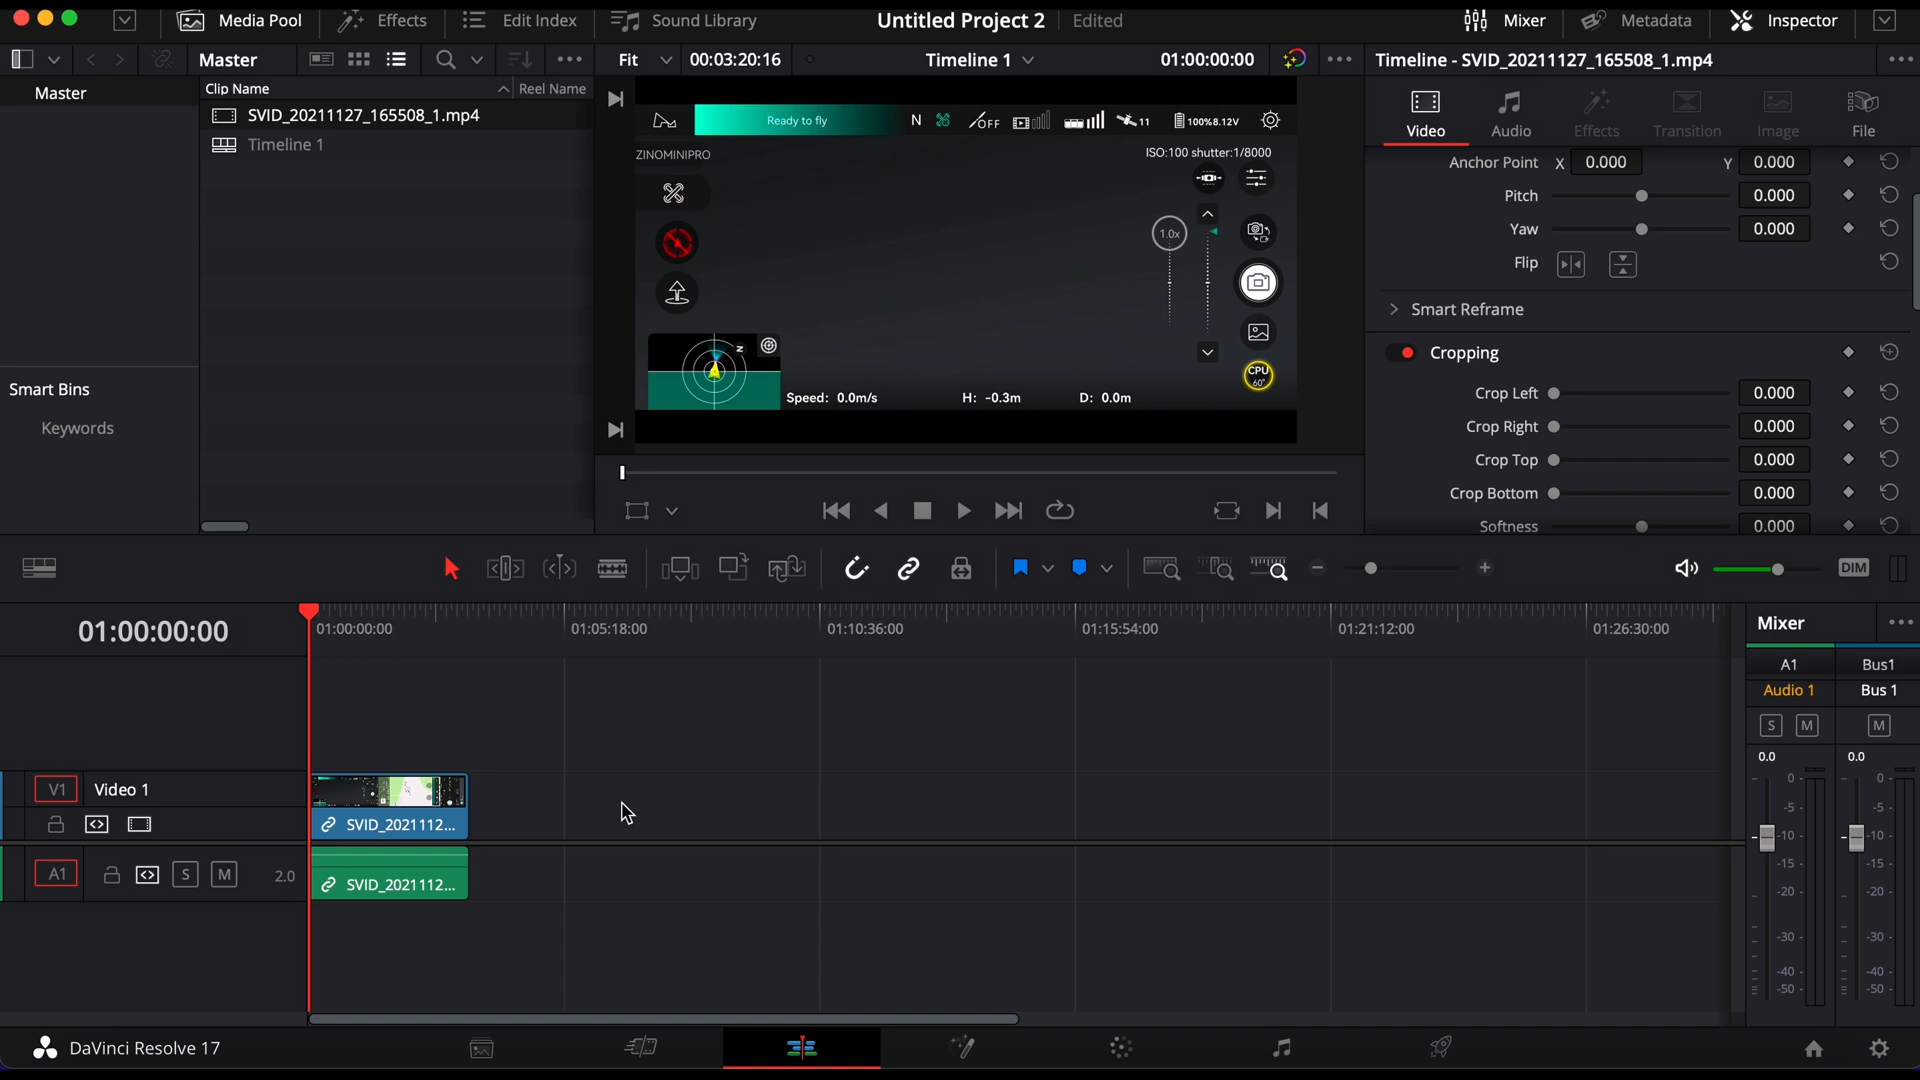 Media Pool Effects Edit Index Sound Library Untitled Project 2 Edited Mixer Metadata Inspector
Master Fit 00:03:20:16 Timeline 1 01:00:00:00 Timeline - SVID_20211127_165508_1.mp4
Master
Clip Name Reel Name
SVID_20211127_165508_1.mp4
Timeline 1
Smart Bins
Keywords
Ready to fly N OFF 11 100%8.12V
ZINOMINIPRO ISO:100 shutter:1/8000
1.0x
N
CPU
60°
Speed: 0.0m/s H: -0.3m D: 0.0m
Video Audio Effects Transition Image File
Anchor Point X 0.000 Y 0.000
Pitch 0.000
Yaw 0.000
Flip
Smart Reframe
Cropping
Crop Left 0.000
Crop Right 0.000
Crop Top 0.000
Crop Bottom 0.000
Softness 0.000
DIM
01:00:00:00 01:00:00:00 01:05:18:00 01:10:36:00 01:15:54:00 01:21:12:00 01:26:30:00
V1 Video 1
SVID_2021112...
A1 S M 2.0
SVID_2021112...
Mixer
A1 Bus1
Audio 1 Bus 1
S M M
0.0 0.0
0- 0-
-5- -5-
-10- -10-
-15- -15-
-20- -20-
-30- -30-
-40- -40-
-50- -50-
DaVinci Resolve 17